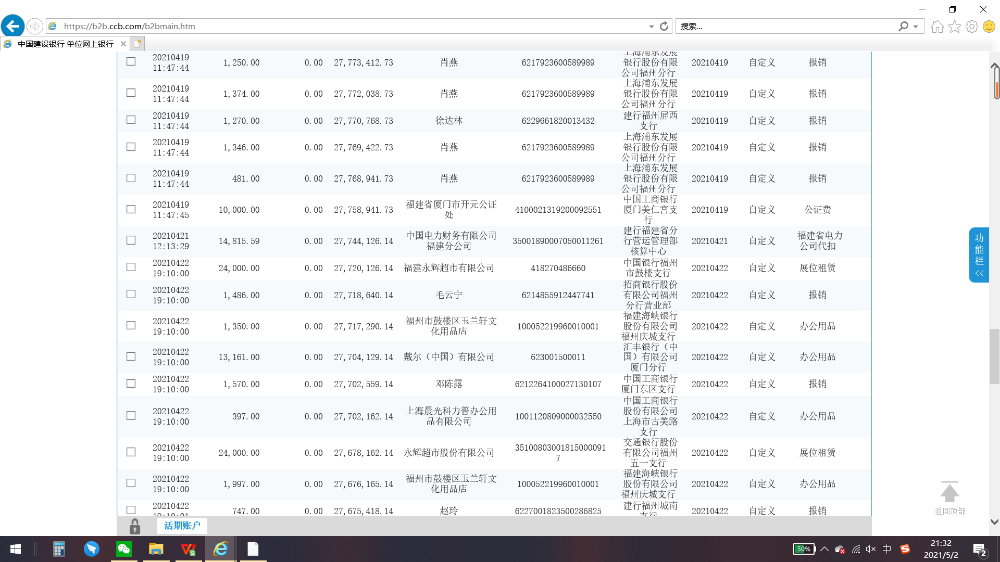 https://b2b.ccb.com/b2bmain.htm
搜索...
中国建设银行 单位网上银行
20210419
11:47:44
1,250.00
0.00
27,773,412.73
肖燕
6217923600589989
上海浦东发展
银行股份有限
公司福州分行
20210419
自定义
报销
20210419
11:47:44
1,374.00
0.00
27,772,038.73
肖燕
6217923600589989
上海浦东发展
银行股份有限
公司福州分行
20210419
自定义
报销
20210419
11:47:44
1,270.00
0.00
27,770,768.73
徐达林
6229661820013432
建行福州屏西
支行
20210419
自定义
报销
20210419
11:47:44
1,346.00
0.00
27,769,422.73
肖燕
6217923600589989
上海浦东发展
银行股份有限
公司福州分行
20210419
自定义
报销
20210419
11:47:44
481.00
0.00
27,768,941.73
肖燕
6217923600589989
上海浦东发展
银行股份有限
公司福州分行
20210419
自定义
报销
20210419
11:47:45
10,000.00
0.00
27,758,941.73
福建省厦门市开元公证
处
4100021319200092551
中国工商银行
厦门美仁宫支
行
20210419
自定义
公证费
20210421
12:13:29
14,815.59
0.00
27,744,126.14
中国电力财务有限公司
福建分公司
35001890007050011261
建行福建省分
行营运管理部
核算中心
20210421
自定义
福建省电力
公司代扣
20210422
19:10:00
24,000.00
0.00
27,720,126.14
福建永辉超市有限公司
418270486660
中国银行福州
市鼓楼支行
20210422
自定义
展位租赁
20210422
19:10:00
1,486.00
0.00
27,718,640.14
毛云宁
6214855912447741
招商银行股份
有限公司福州
分行营业部
20210422
自定义
报销
20210422
19:10:00
1,350.00
0.00
27,717,290.14
福州市鼓楼区玉兰轩文
化用品店
100052219960010001
福建海峡银行
股份有限公司
福州庆城支行
20210422
自定义
办公用品
20210422
19:10:00
13,161.00
0.00
27,704,129.14
戴尔（中国）有限公司
623001500011
汇丰银行（中
国）有限公司
厦门分行
20210422
自定义
办公用品
20210422
19:10:00
1,570.00
0.00
27,702,559.14
邓陈露
6212264100027130107
中国工商银行
厦门东区支行
20210422
自定义
报销
20210422
19:10:00
397.00
0.00
27,702,162.14
上海晨光科力普办公用
品有限公司
1001120809000032550
中国工商银行
股份有限公司
上海市古美路
支行
20210422
自定义
办公用品
20210422
19:10:00
24,000.00
0.00
27,678,162.14
永辉超市股份有限公司
35100803001815000091
7
交通银行股份
有限公司福州
五一支行
20210422
自定义
展位租赁
20210422
19:10:00
1,997.00
0.00
27,676,165.14
福州市鼓楼区玉兰轩文
化用品店
100052219960010001
福建海峡银行
股份有限公司
福州庆城支行
20210422
自定义
办公用品
20210422
19:10:01
747.00
0.00
27,675,418.14
赵玲
6227001823500286825
建行福州城南
支行
20210422
自定义
报销
功
能
栏
<<
返回顶部
活期账户
50%
中
21:32
2021/5/2
2